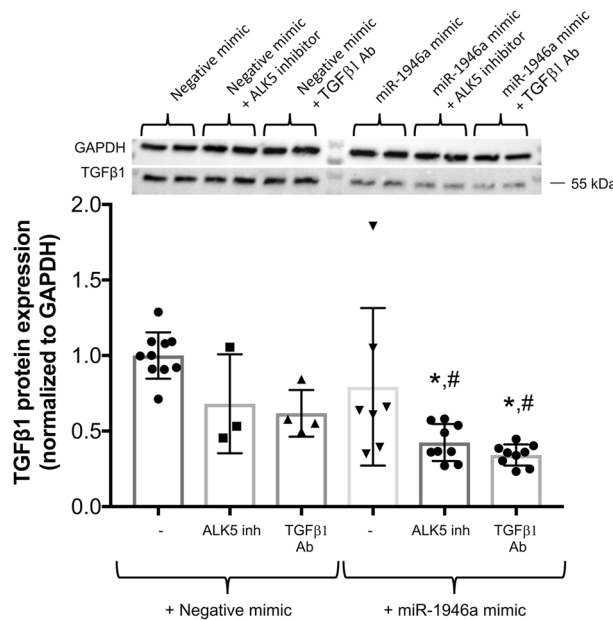 Negative mimic
Negative mimic
+ ALK5 inhibitor
Negative mimic
+ TGFβ1 Ab
miR-1946a mimic
miR-1946a mimic
+ ALK5 inhibitor
miR-1946a mimic
+ TGFβ1 Ab
GAPDH
TGFβ1
55 kDa
TGFβ1 protein expression
(normalized to GAPDH)
2.0
1.5
1.0
0.5
0.0
*,#
*,#
-
ALK5 inh
TGFβ1
Ab
-
ALK5 inh
TGFβ1
Ab
+ Negative mimic
+ miR-1946a mimic